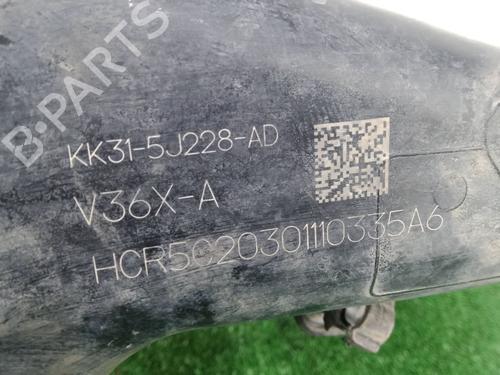 B-PARTS
KK31-5J228-AD
V36X-A
HCR5C20301110335A6